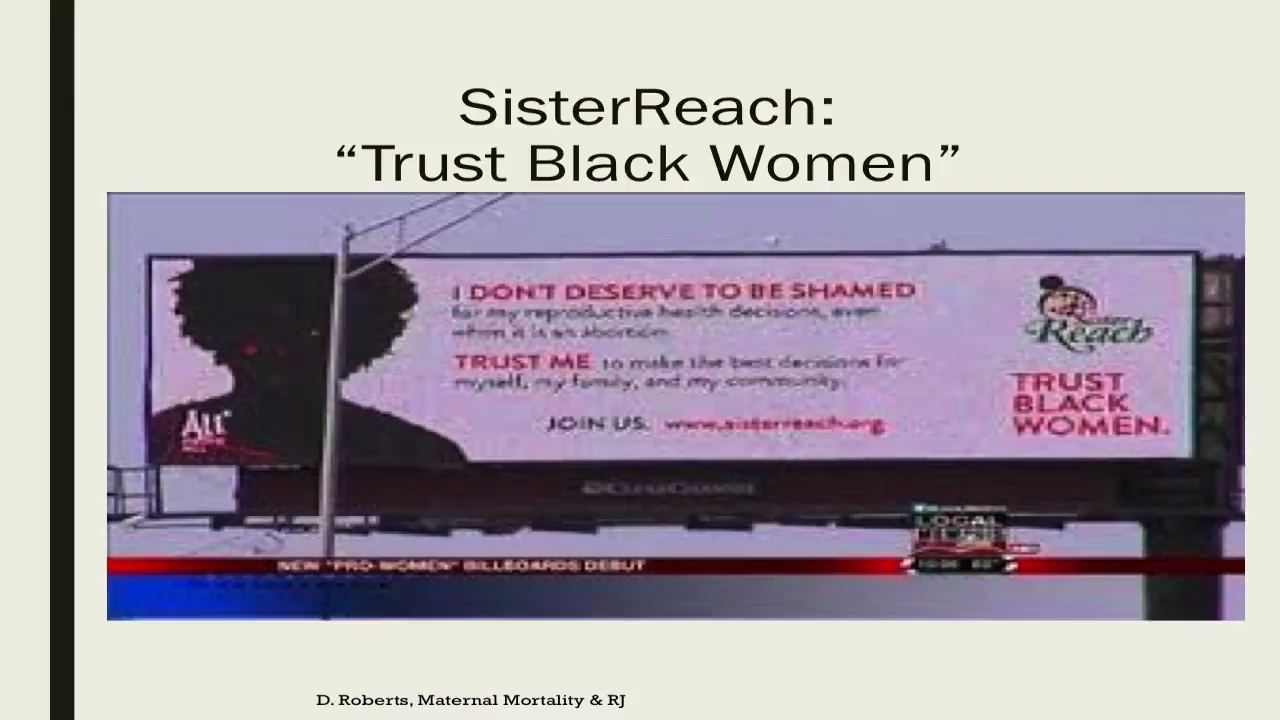 SisterReach:
“Trust Black Women”
I DON'T DESERVE TO BE SHAMED
for my reproductive health decisions, even
when it is an abortion.
TRUST ME to make the best decisions for
myself, my family, and my community.
JOIN US. www.sisterreach.org
Reach
TRUST
BLACK
WOMEN.
NEW "PRO-WOMEN" BILLBOARDS DEBUT
LOCAL
MEMPHIS
D. Roberts, Maternal Mortality & RJ